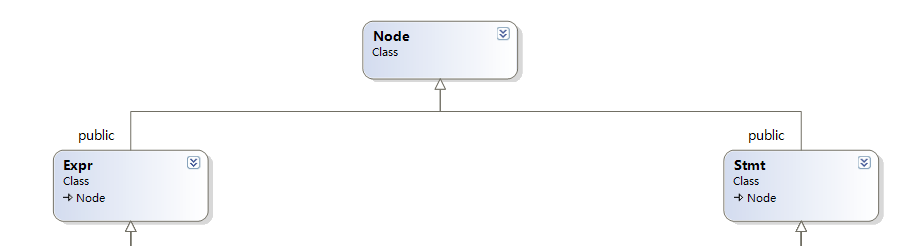 Node
Class
public
public
Expr
Class
Node
Stmt
Class
Node